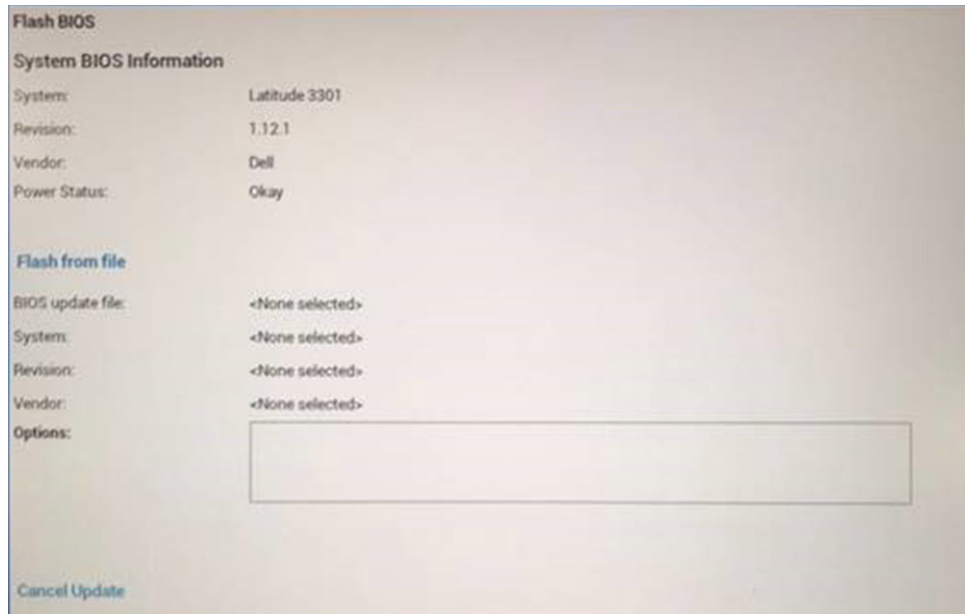 Flash BIOS
System BIOS Information
System: Latitude 3301
Revision: 1.12.1
Vendor: Dell
Power Status: Okay
Flash from file
BIOS update file: <None selected>
System: <None selected>
Revision: <None selected>
Vendor: <None selected>
Options:
Cancel Update